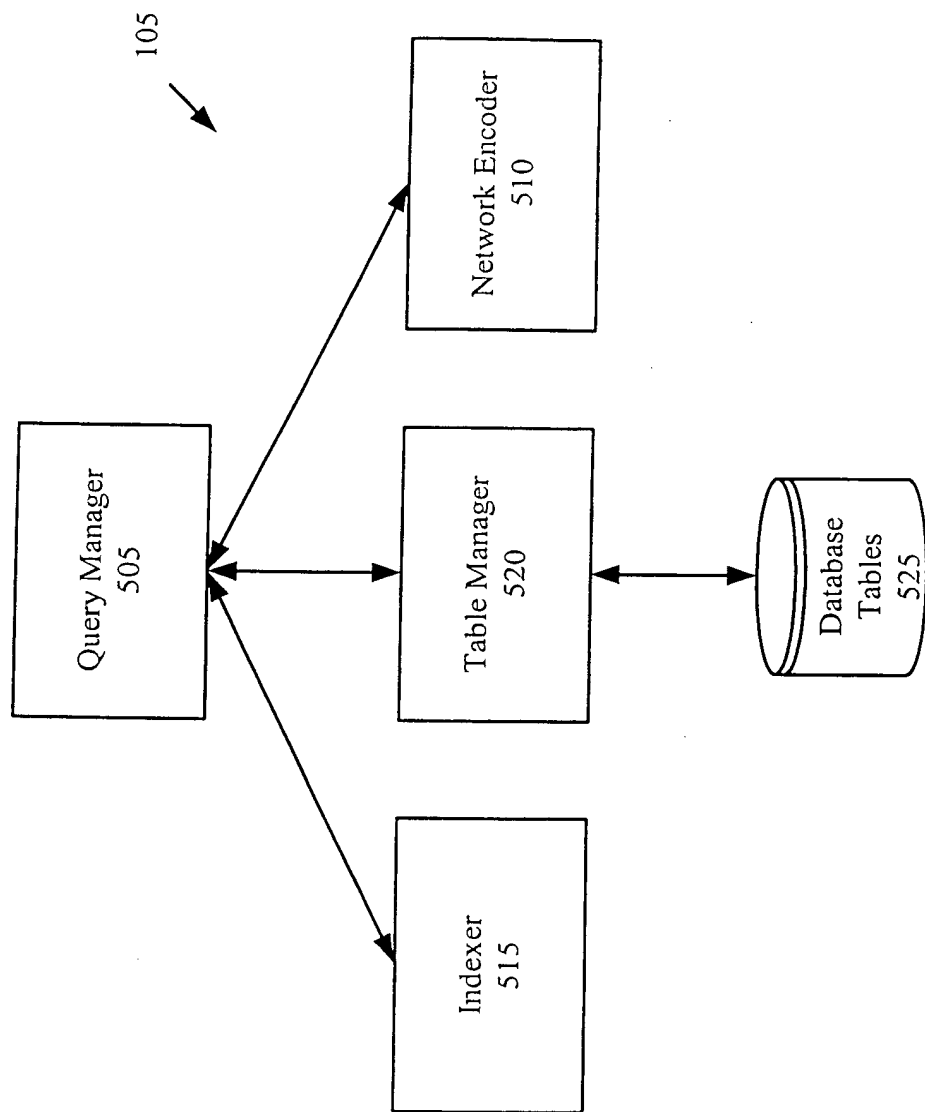 105
Query Manager
505
Indexer
515
Table Manager
520
Network Encoder
510
Database
Tables
525